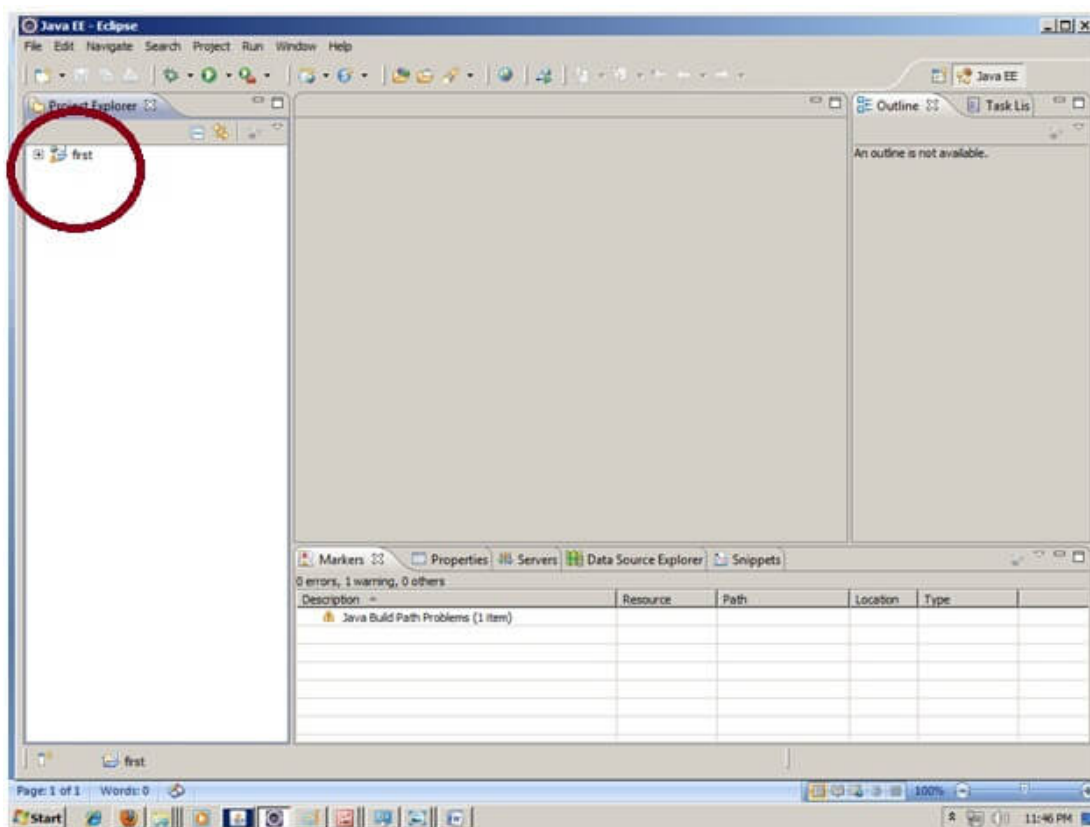 Java EE - Eclipse
File Edit Navigate Search Project Run Window Help
Java EE
Project Explorer
Outline Task Lis
first
An outline is not available.
Markers Properties Servers Data Source Explorer Snippets
0 errors, 1 warning, 0 others
Description Resource Path Location Type
Java Build Path Problems (1 item)
first
Page: 1 of 1 Words: 0 100%
Start 11:46 PM